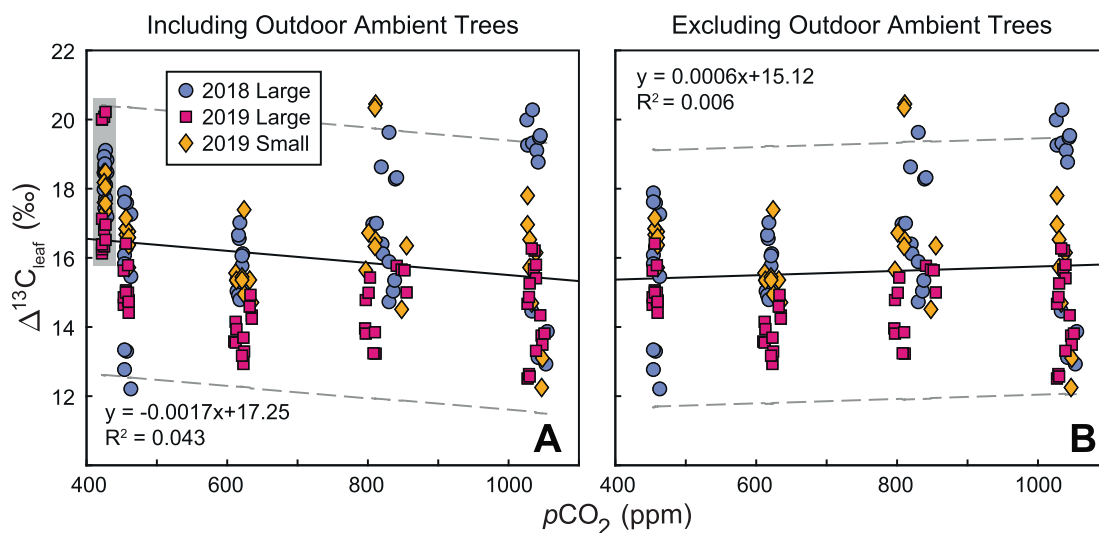 Including Outdoor Ambient Trees
Excluding Outdoor Ambient Trees
22
20
18
16
14
12
Δ¹³C_leaf (‰)
2018 Large
2019 Large
2019 Small
y = -0.0017x+17.25
R² = 0.043
A
y = 0.0006x+15.12
R² = 0.006
B
400 600 800 1000
400 600 800 1000
pCO₂ (ppm)